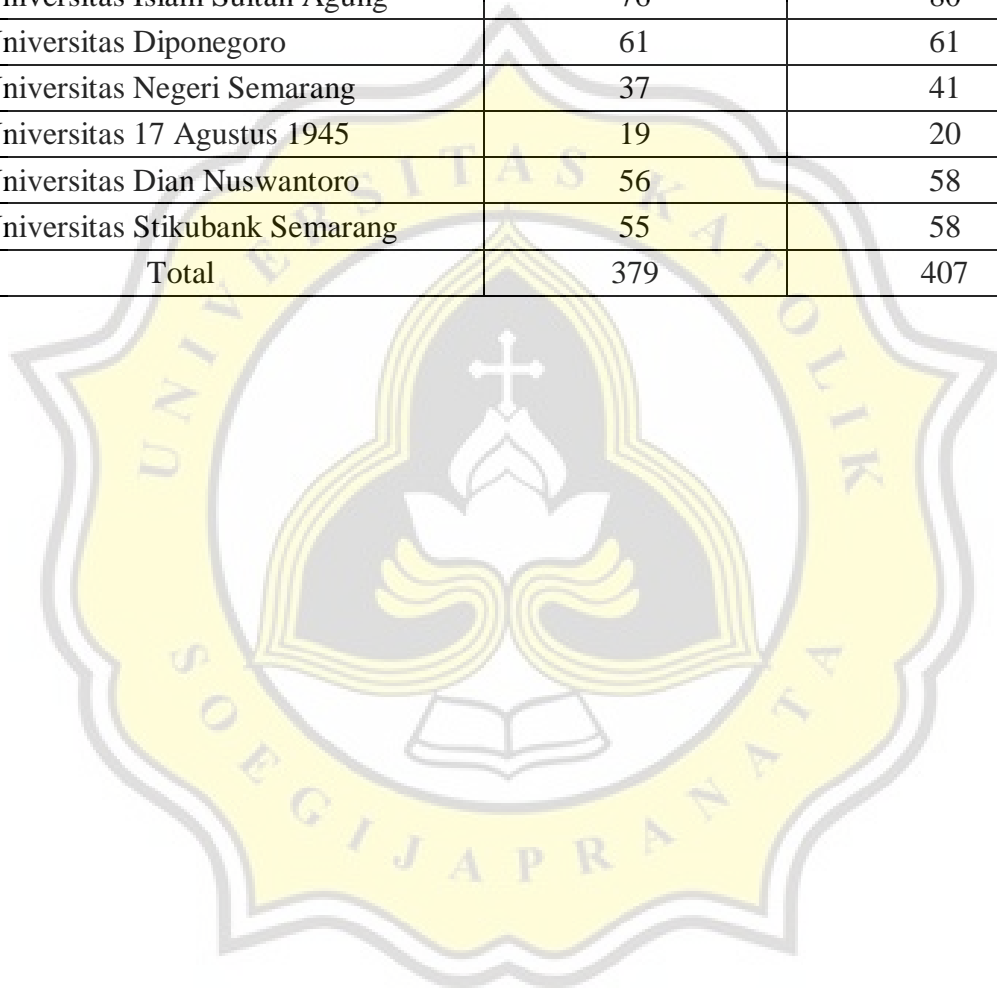 Islam Sultan Agung
niversitas Diponegoro 61 61
niversitas Negeri Semarang 37 41
niversitas 17 Agustus 1945 19 20
niversitas Dian Nuswantoro 56 58
niversitas Stikubank Semarang 55 58
Total 379 407
UNIVERSITAS KATOLIK
SOEGIJAPRANATA